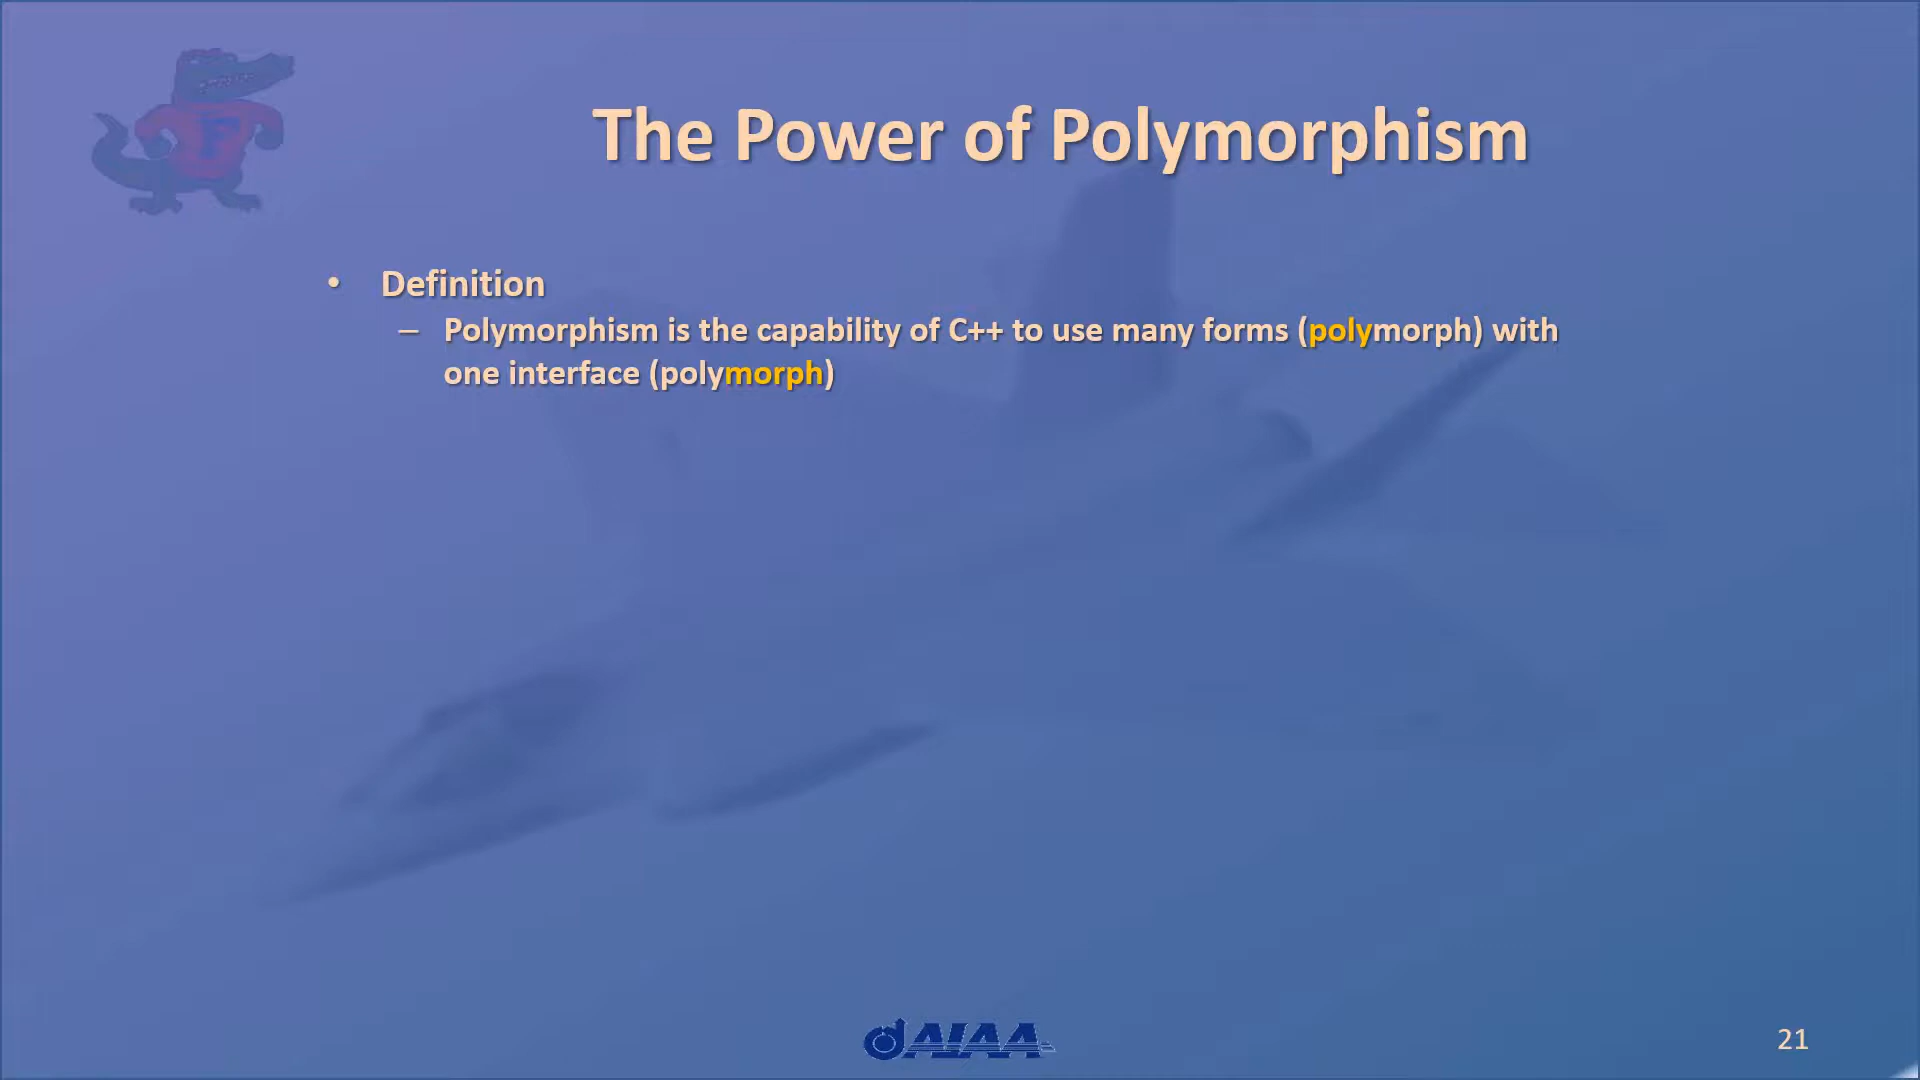 The Power of Polymorphism
• Definition
– Polymorphism is the capability of C++ to use many forms (polymorph) with
one interface (polymorph)
F
AIAA
21